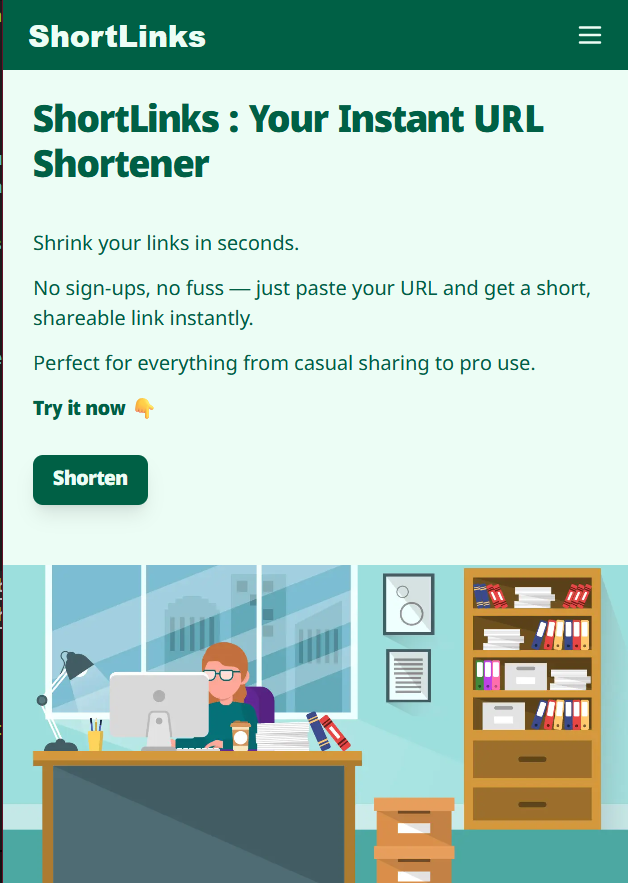 ShortLinks
ShortLinks : Your Instant URL
Shortener
Shrink your links in seconds.
No sign-ups, no fuss — just paste your URL and get a short,
shareable link instantly.
Perfect for everything from casual sharing to pro use.
Try it now 👇
Shorten